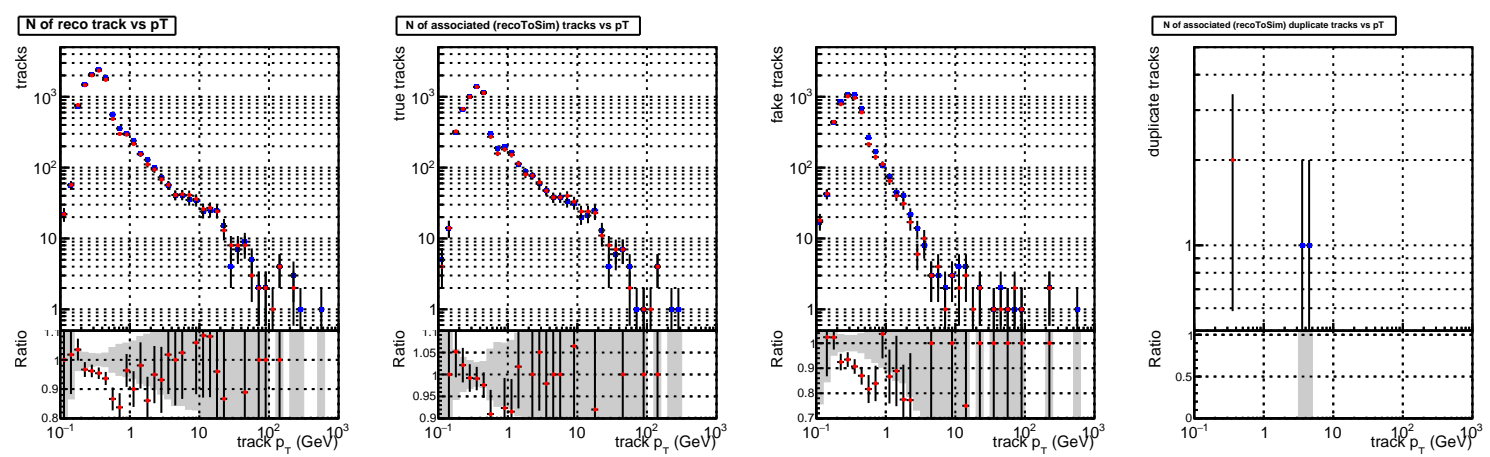 N of reco track vs pT
tracks
10³
10²
10
1
Ratio
1.1
1
0.9
0.8
10⁻¹ 1 10 10² 10³
track p_T (GeV)
N of associated (recoToSim) tracks vs pT
true tracks
10³
10²
10
1
Ratio
1.05
1
0.95
0.9
10⁻¹ 1 10 10² 10³
track p_T (GeV)
fake tracks
10³
10²
10
1
Ratio
1
0.9
0.8
0.7
10⁻¹ 1 10 10² 10³
track p_T (GeV)
N of associated (recoToSim) duplicate tracks vs pT
duplicate tracks
1
Ratio
1
0.5
0
10⁻¹ 1 10 10² 10³
track p_T (GeV)